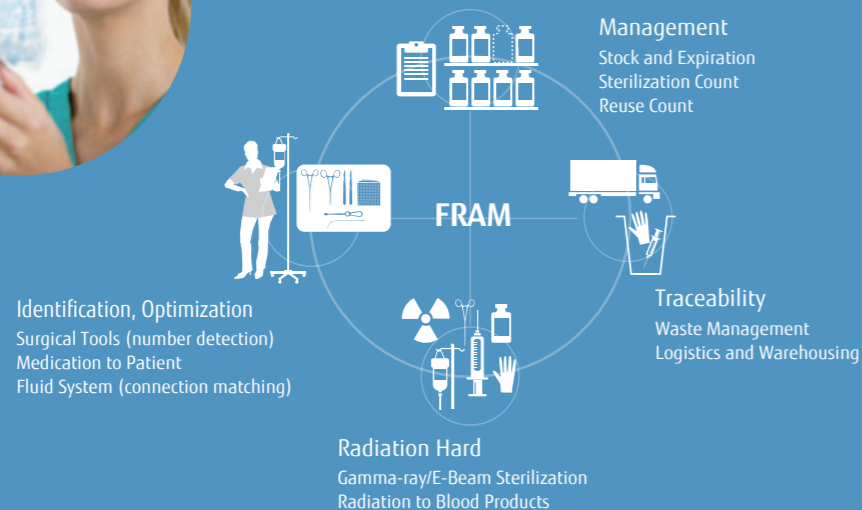 Management
Stock and Expiration
Sterilization Count
Reuse Count
FRAM
Identification, Optimization
Surgical Tools (number detection)
Medication to Patient
Fluid System (connection matching)
Traceability
Waste Management
Logistics and Warehousing
Radiation Hard
Gamma-ray/E-Beam Sterilization
Radiation to Blood Products